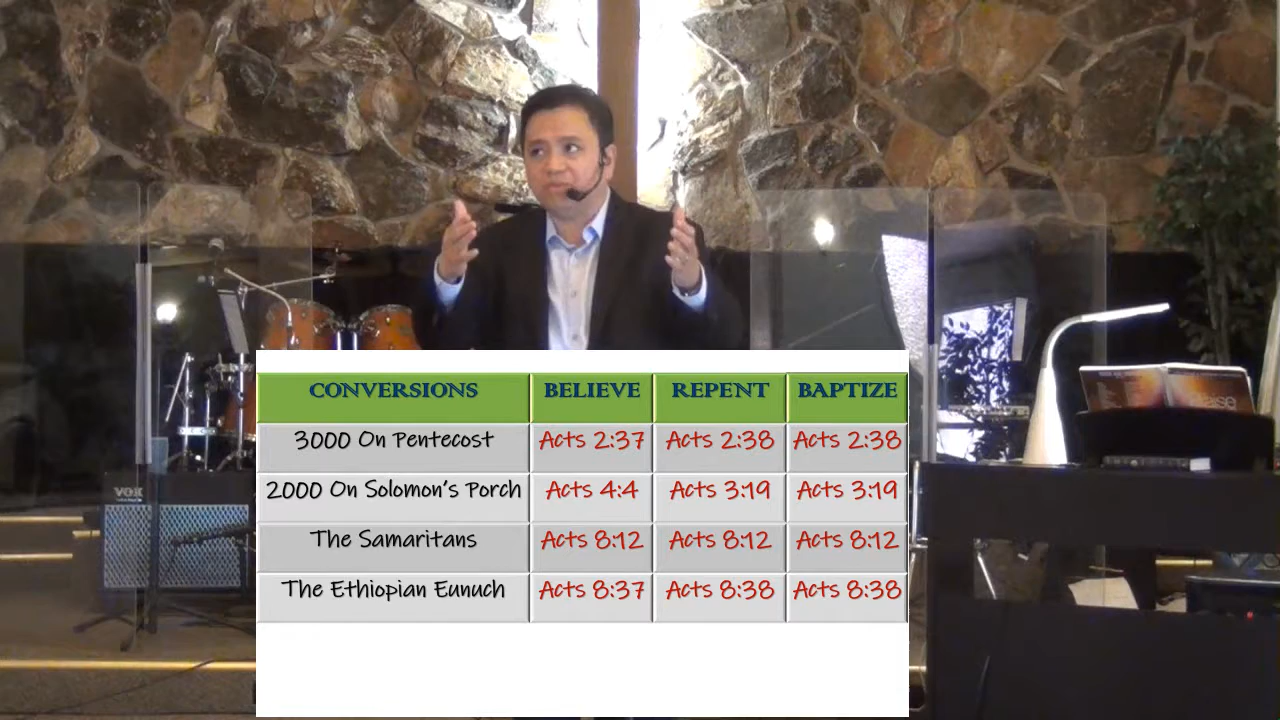 CONVERSIONS BELIEVE REPENT BAPTIZE
3000 On Pentecost Acts 2:37 Acts 2:38 Acts 2:38
2000 On Solomon's Porch Acts 4:4 Acts 3:19 Acts 3:19
The Samaritans Acts 8:12 Acts 8:12 Acts 8:12
The Ethiopian Eunuch Acts 8:37 Acts 8:38 Acts 8:38
VOX